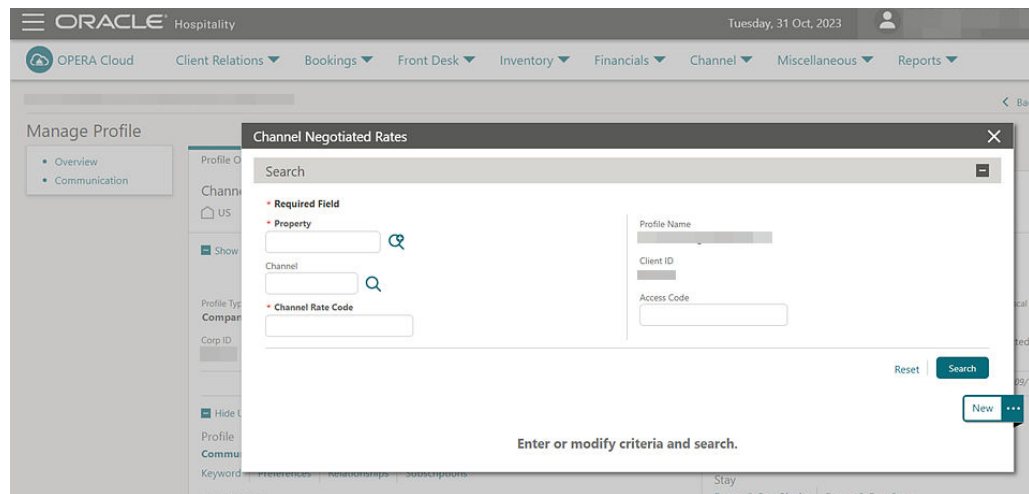 ORACLE Hospitality
Tuesday, 31 Oct, 2023
OPERA Cloud Client Relations Bookings Front Desk Inventory Financials Channel Miscellaneous Reports
Manage Profile
Overview
Communication
Profile
US
Show
Corp ID
Hide
Profile
Keyword Preferences Relationships Subscriptions
Stay
Channel Negotiated Rates
Search
* Required Field
* Property
Channel
* Channel Rate Code
Profile Name
Client ID
Access Code
Reset Search
New
Enter or modify criteria and search.